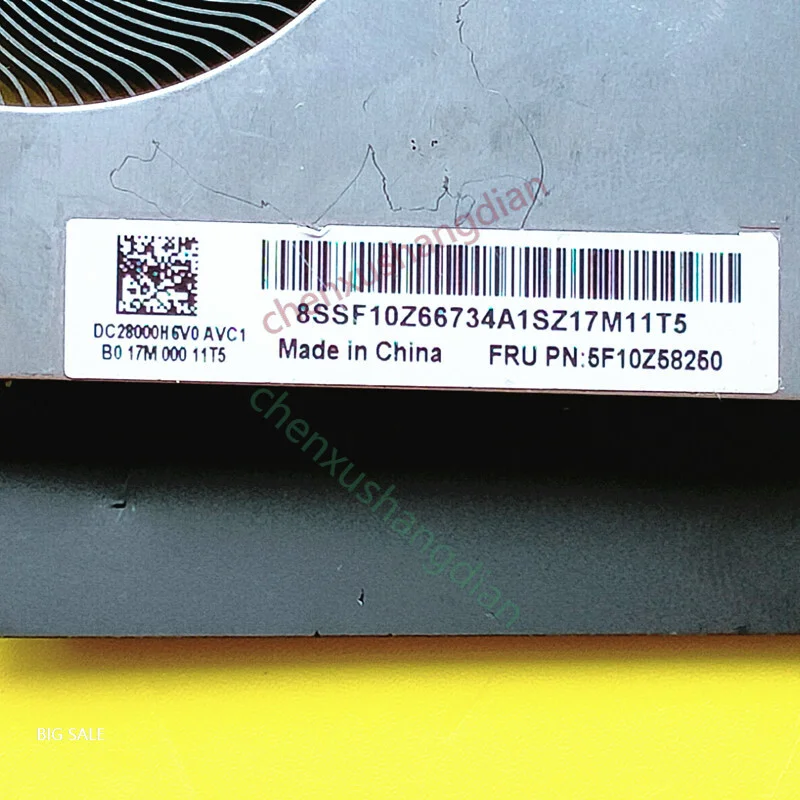 chenxushangdian
8SSF10Z66734A1SZ17M11T5
DC28000H6V0 AVC1
B0 17M 000 11T5
Made in China FRU PN:5F10Z58250
chenxushangdian
BIG SALE